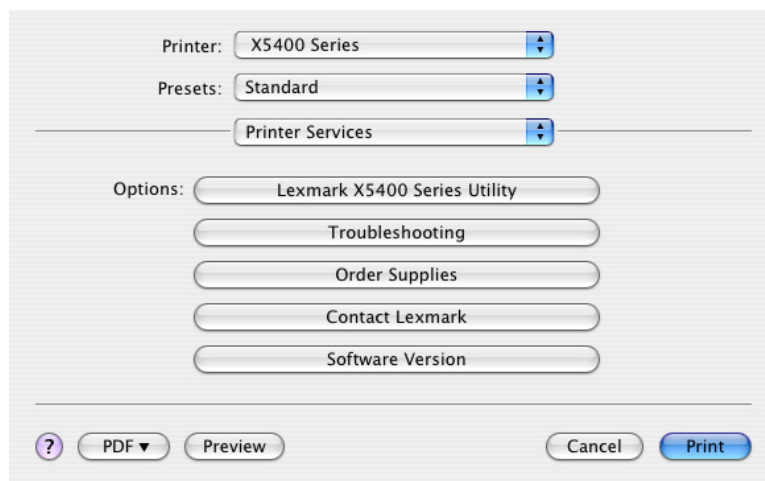 Printer: X5400 Series
Presets: Standard
Printer Services
Options: Lexmark X5400 Series Utility
Troubleshooting
Order Supplies
Contact Lexmark
Software Version
? PDF ▼ Preview Cancel Print